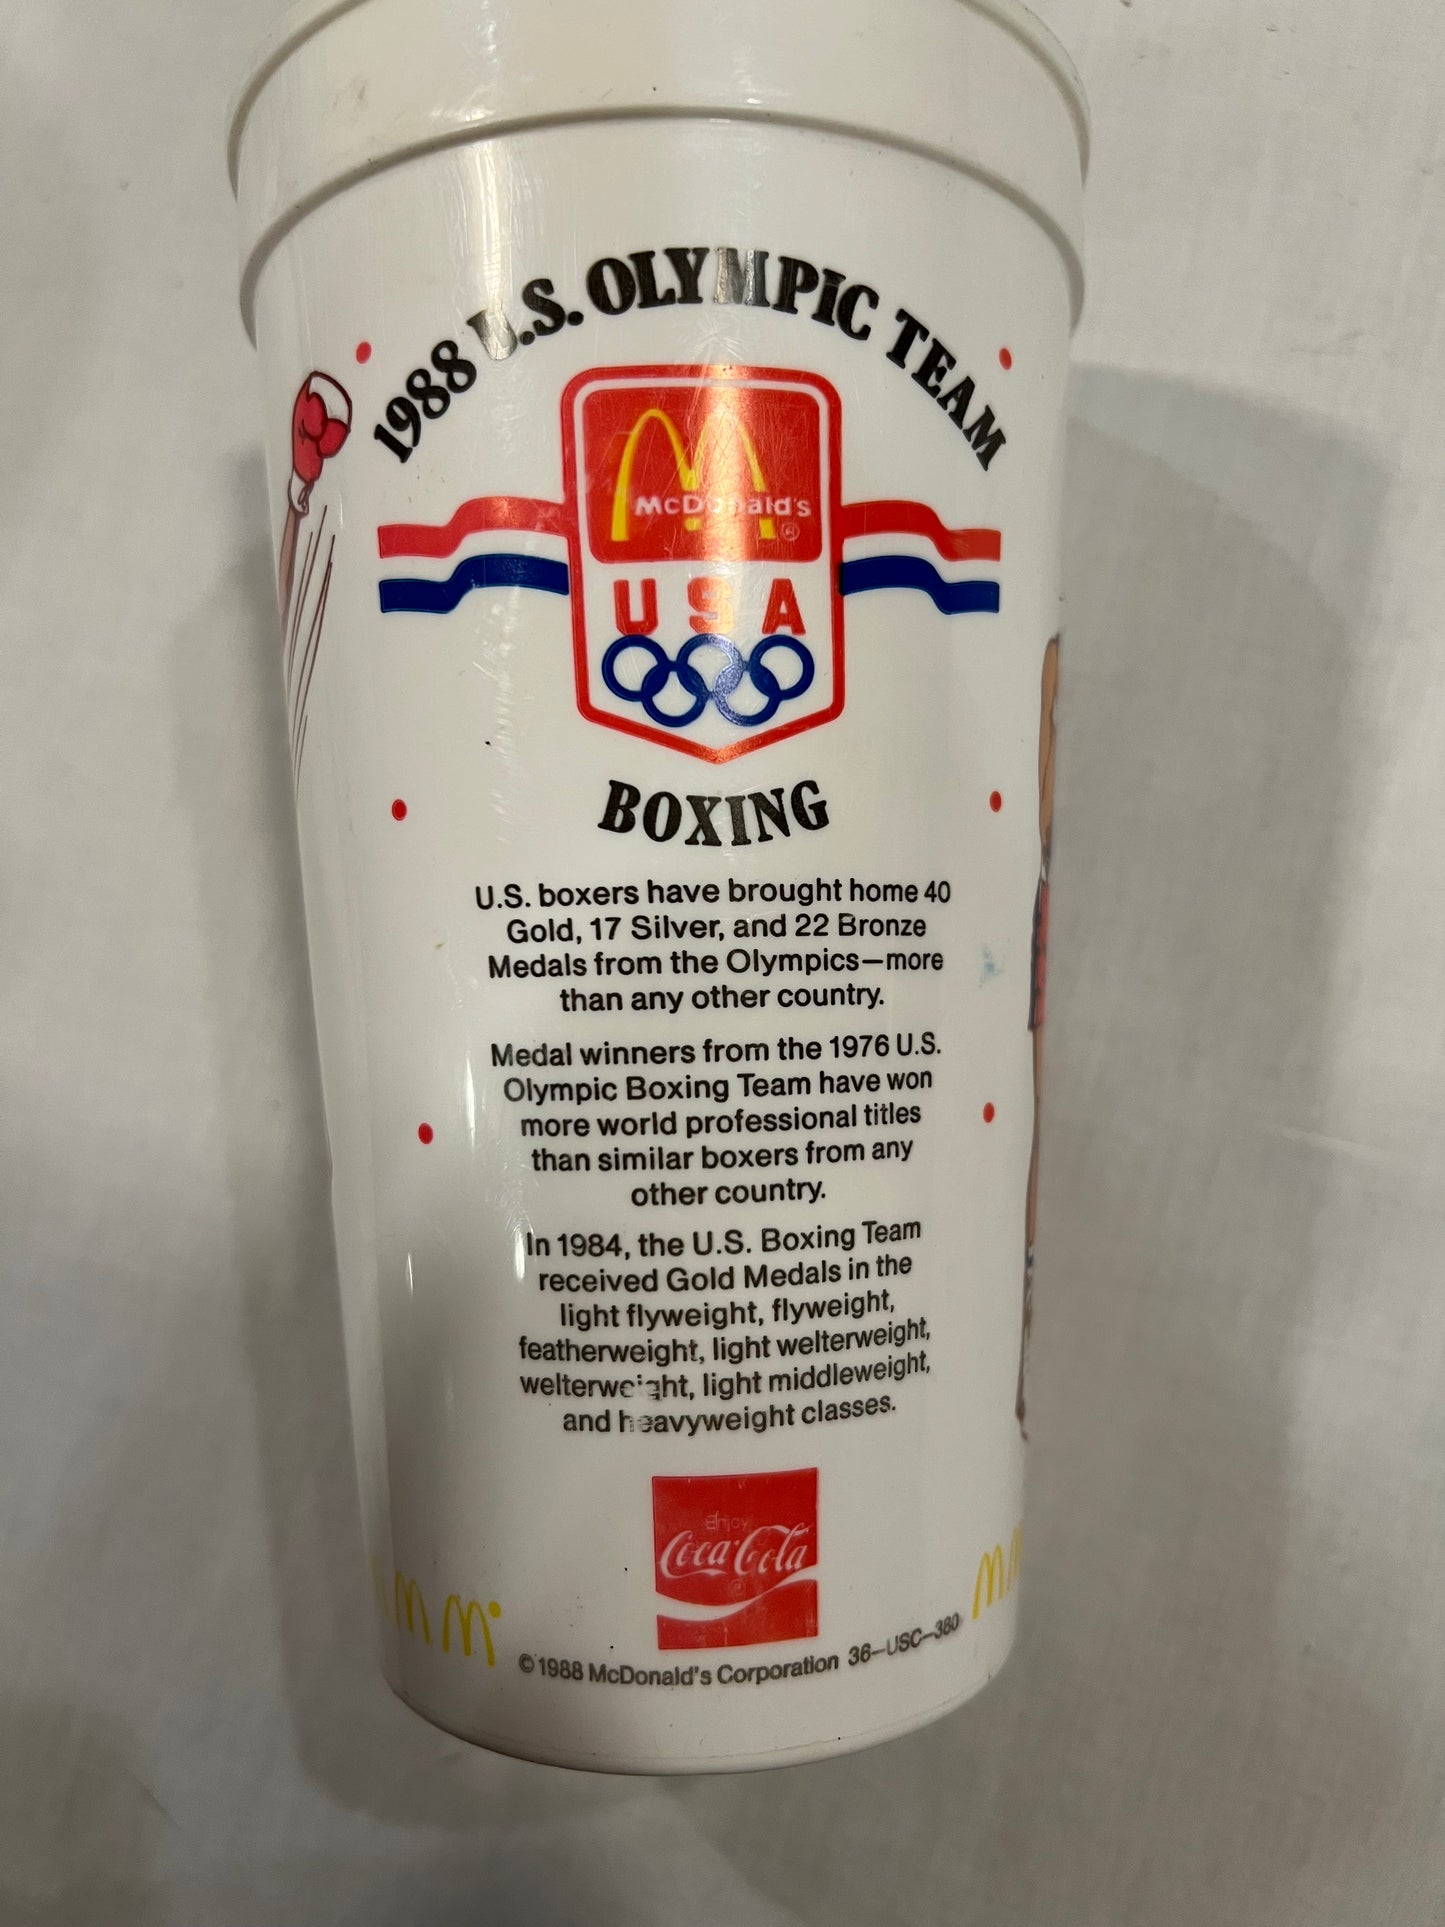 1988 U.S. OLYMPIC TEAM
McDonald's
®
USA
BOXING
U.S. boxers have brought home 40
Gold, 17 Silver, and 22 Bronze
Medals from the Olympics—more
than any other country.
Medal winners from the 1976 U.S.
Olympic Boxing Team have won
more world professional titles
than similar boxers from any
other country.
In 1984, the U.S. Boxing Team
received Gold Medals in the
light flyweight, flyweight,
featherweight, light welterweight,
welterweight, light middleweight,
and heavyweight classes.
Enjoy
Coca-Cola
®
© 1988 McDonald's Corporation 36–USC–380